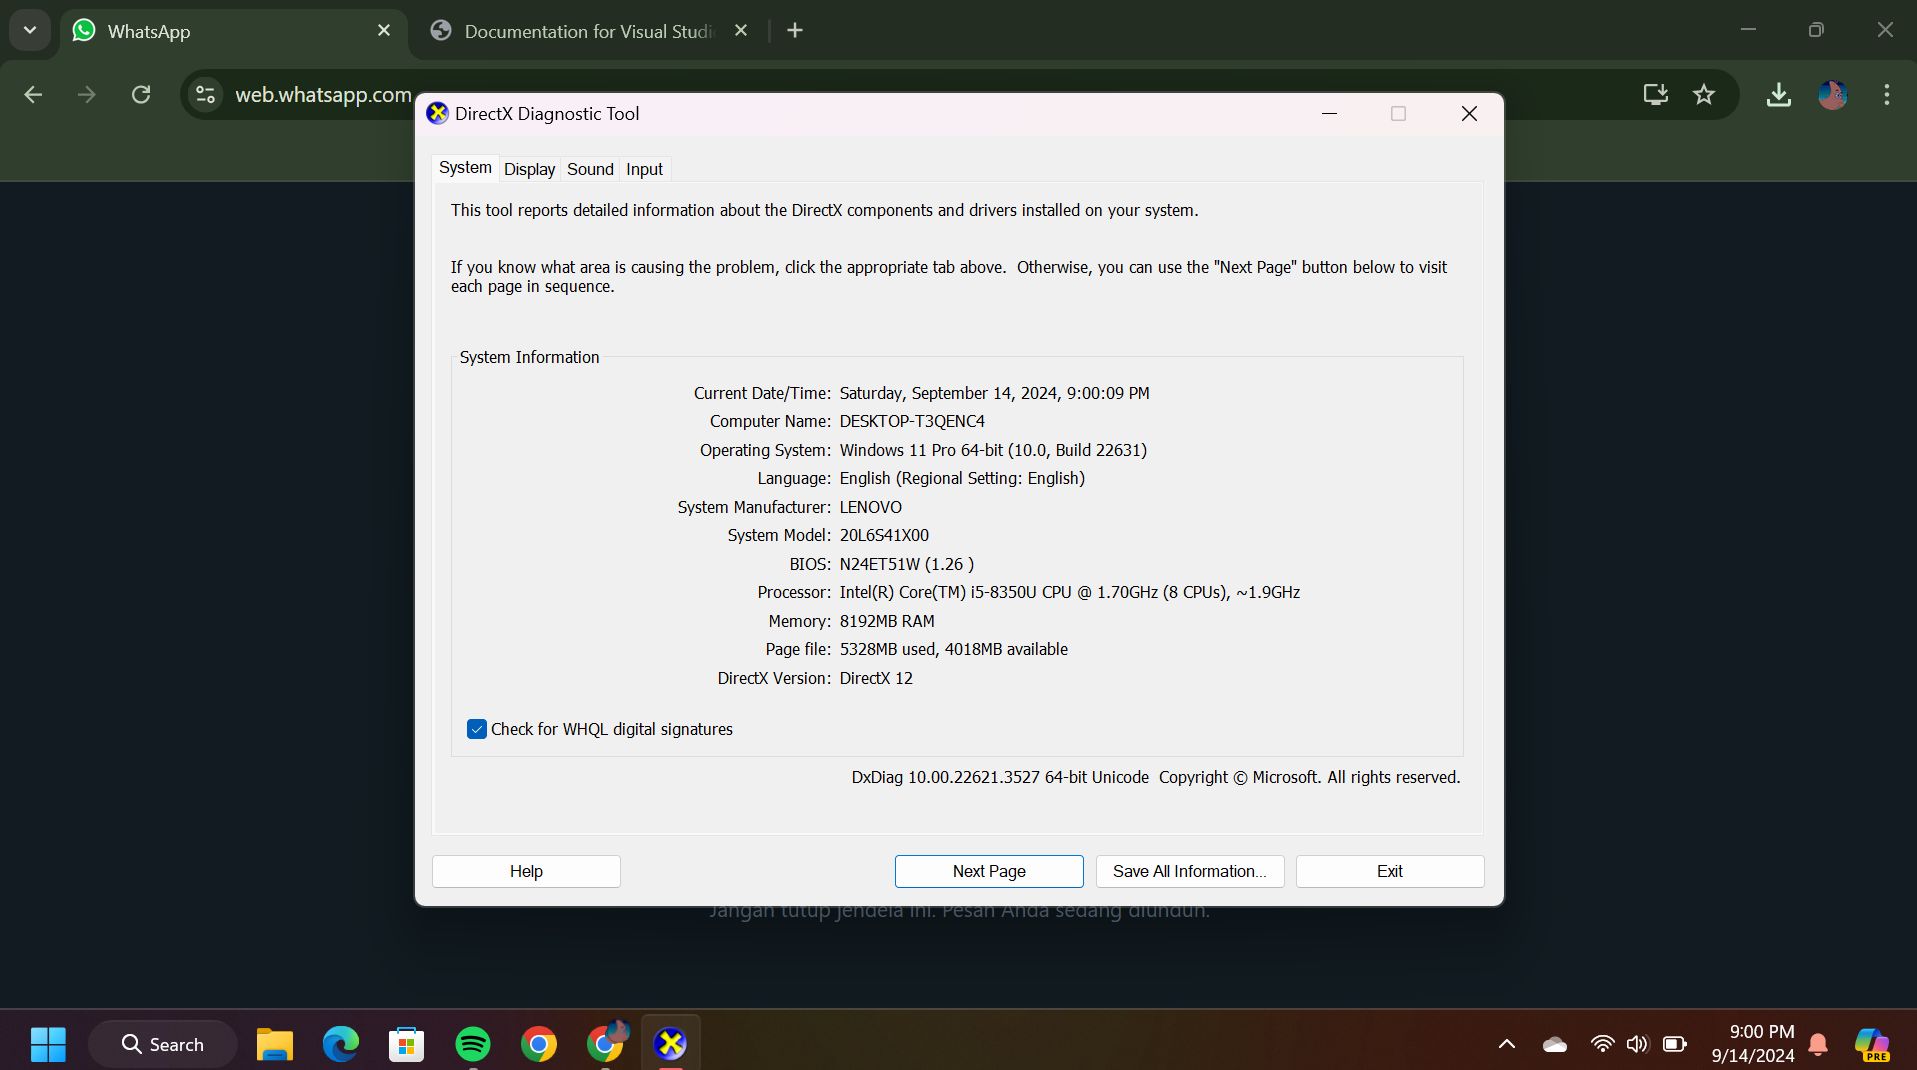 WhatsApp
Documentation for Visual Studi
web.whatsapp.com
DirectX Diagnostic Tool
System Display Sound Input
This tool reports detailed information about the DirectX components and drivers installed on your system.
If you know what area is causing the problem, click the appropriate tab above.  Otherwise, you can use the "Next Page" button below to visit
each page in sequence.
System Information
Current Date/Time: Saturday, September 14, 2024, 9:00:09 PM
Computer Name: DESKTOP-T3QENC4
Operating System: Windows 11 Pro 64-bit (10.0, Build 22631)
Language: English (Regional Setting: English)
System Manufacturer: LENOVO
System Model: 20L6S41X00
BIOS: N24ET51W (1.26 )
Processor: Intel(R) Core(TM) i5-8350U CPU @ 1.70GHz (8 CPUs), ~1.9GHz
Memory: 8192MB RAM
Page file: 5328MB used, 4018MB available
DirectX Version: DirectX 12
Check for WHQL digital signatures
DxDiag 10.00.22621.3527 64-bit Unicode  Copyright © Microsoft. All rights reserved.
Help
Next Page
Save All Information...
Exit
Jangan tutup jendela ini. Pesan Anda sedang diunduh.
Search
9:00 PM
9/14/2024
PRE